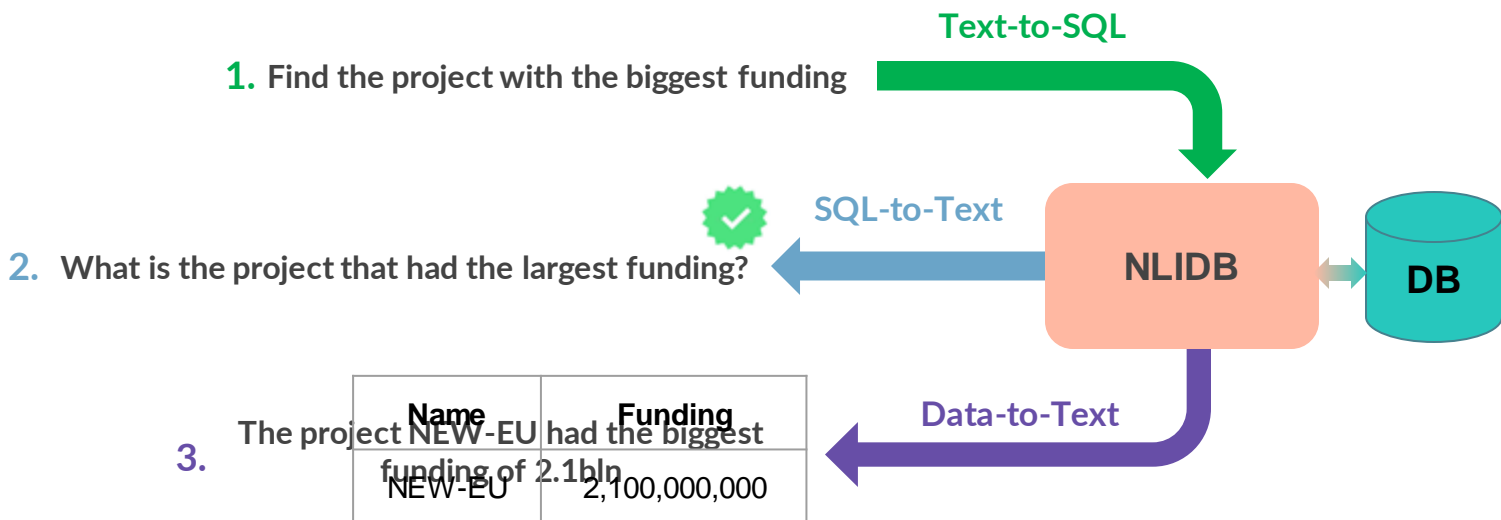 Text-to-SQL
1. Find the project with the biggest funding
SQL-to-Text
2. What is the project that had the largest funding?
NLIDB
DB
Data-to-Text
3.
The project NEW-EU had the biggest
funding of 2.1bln
Name Funding
NEW-EU 2,100,000,000